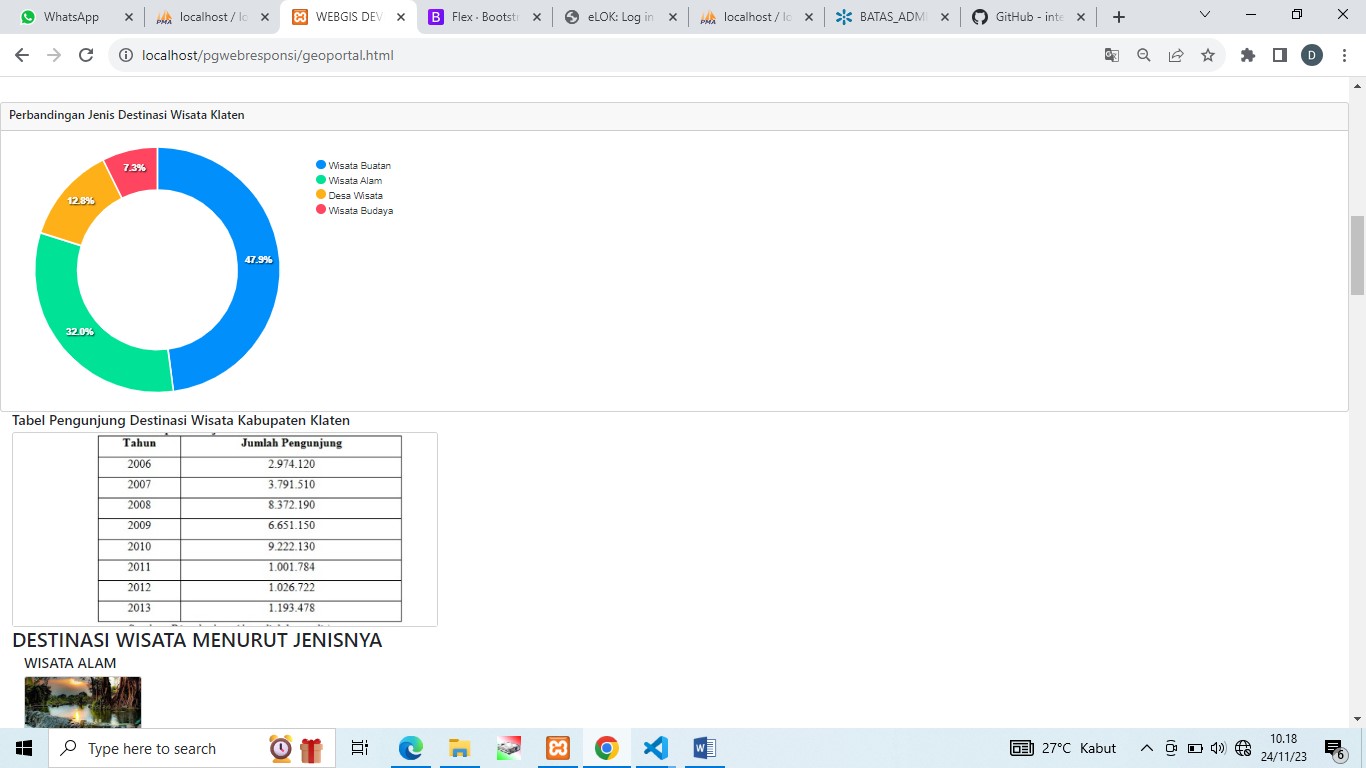 WhatsApp
localhost / lo
WEBGIS DEV
Flex - Bootst
eLOK: Log in
localhost / lo
BATAS_ADMI
GitHub - inte
localhost/pgwebresponsi/geoportal.html
D
Perbandingan Jenis Destinasi Wisata Klaten
7.3%
12.8%
47.9%
32.0%
Wisata Buatan
Wisata Alam
Desa Wisata
Wisata Budaya
Tabel Pengunjung Destinasi Wisata Kabupaten Klaten
Tahun Jumlah Pengunjung
2006 2.974.120
2007 3.791.510
2008 8.372.190
2009 6.651.150
2010 9.222.130
2011 1.001.784
2012 1.026.722
2013 1.193.478
DESTINASI WISATA MENURUT JENISNYA
WISATA ALAM
Type here to search
27°C Kabut
10.18
24/11/23
6